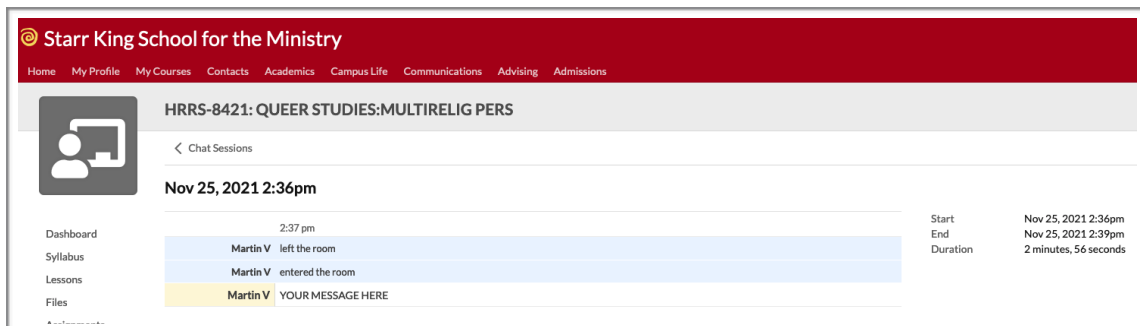 Starr King School for the Ministry
Home My Profile My Courses Contacts Academics Campus Life Communications Advising Admissions
HRRS-8421: QUEER STUDIES:MULTIRELIG PERS
Chat Sessions
Nov 25, 2021 2:36pm
2:37 pm
Martin V left the room
Martin V entered the room
Martin V YOUR MESSAGE HERE
Start Nov 25, 2021 2:36pm
End Nov 25, 2021 2:39pm
Duration 2 minutes, 56 seconds
Dashboard
Syllabus
Lessons
Files